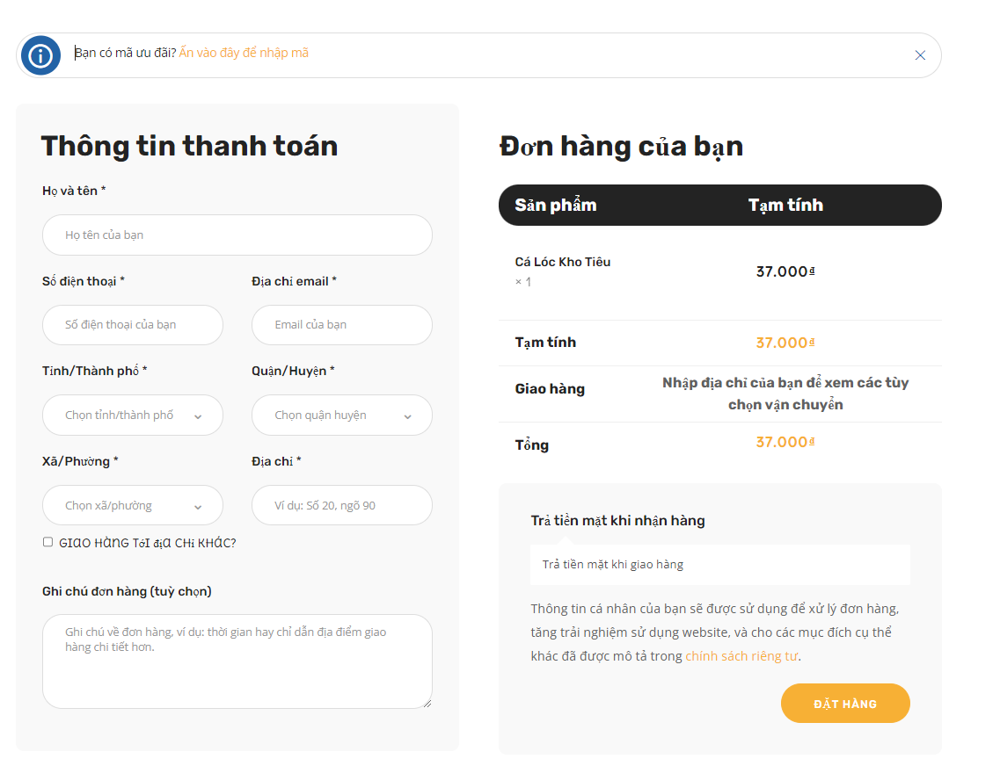 Bạn có mã ưu đãi? Ấn vào đây để nhập mã
Thông tin thanh toán
Họ và tên *
Họ tên của bạn
Số điện thoại *
Địa chỉ email *
Số điện thoại của bạn
Email của bạn
Tỉnh/Thành phố *
Quận/Huyện *
Chọn tỉnh/thành phố
Chọn quận huyện
Xã/Phường *
Địa chỉ *
Chọn xã/phường
Ví dụ: Số 20, ngõ 90
GIAO HÀNG TỚI ĐỊA CHỈ KHÁC?
Ghi chú đơn hàng (tuỳ chọn)
Ghi chú về đơn hàng, ví dụ: thời gian hay chỉ dẫn địa điểm giao
hàng chi tiết hơn.
Đơn hàng của bạn
Sản phẩm
Tạm tính
Cá Lóc Kho Tiêu
× 1
37.000₫
Tạm tính
37.000₫
Giao hàng
Nhập địa chỉ của bạn để xem các tùy
chọn vận chuyển
Tổng
37.000₫
Trả tiền mặt khi nhận hàng
Trả tiền mặt khi giao hàng
Thông tin cá nhân của bạn sẽ được sử dụng để xử lý đơn hàng,
tăng trải nghiệm sử dụng website, và cho các mục đích cụ thể
khác đã được mô tả trong chính sách riêng tư.
ĐẶT HÀNG